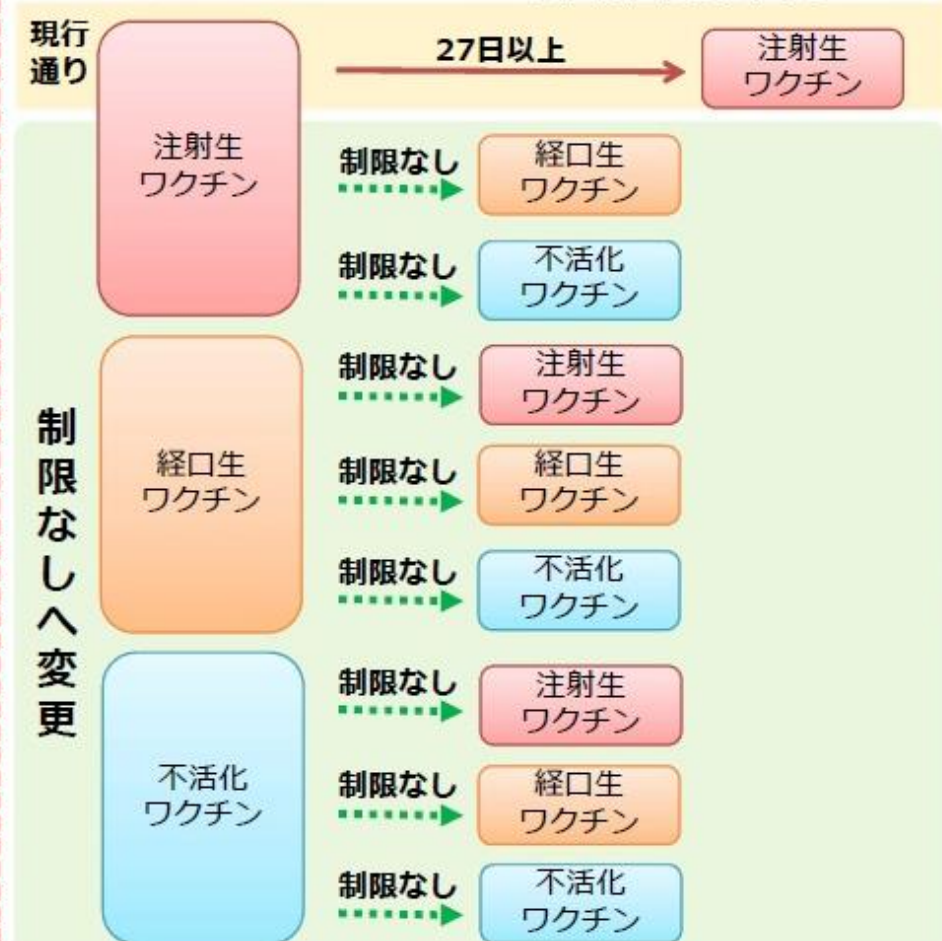 現行
通り
27日以上
注射生
ワクチン
注射生
ワクチン
制限なし
経口生
ワクチン
制限なし
不活化
ワクチン
制限なしへ変更
経口生
ワクチン
制限なし
注射生
ワクチン
制限なし
経口生
ワクチン
制限なし
不活化
ワクチン
不活化
ワクチン
制限なし
注射生
ワクチン
制限なし
経口生
ワクチン
制限なし
不活化
ワクチン